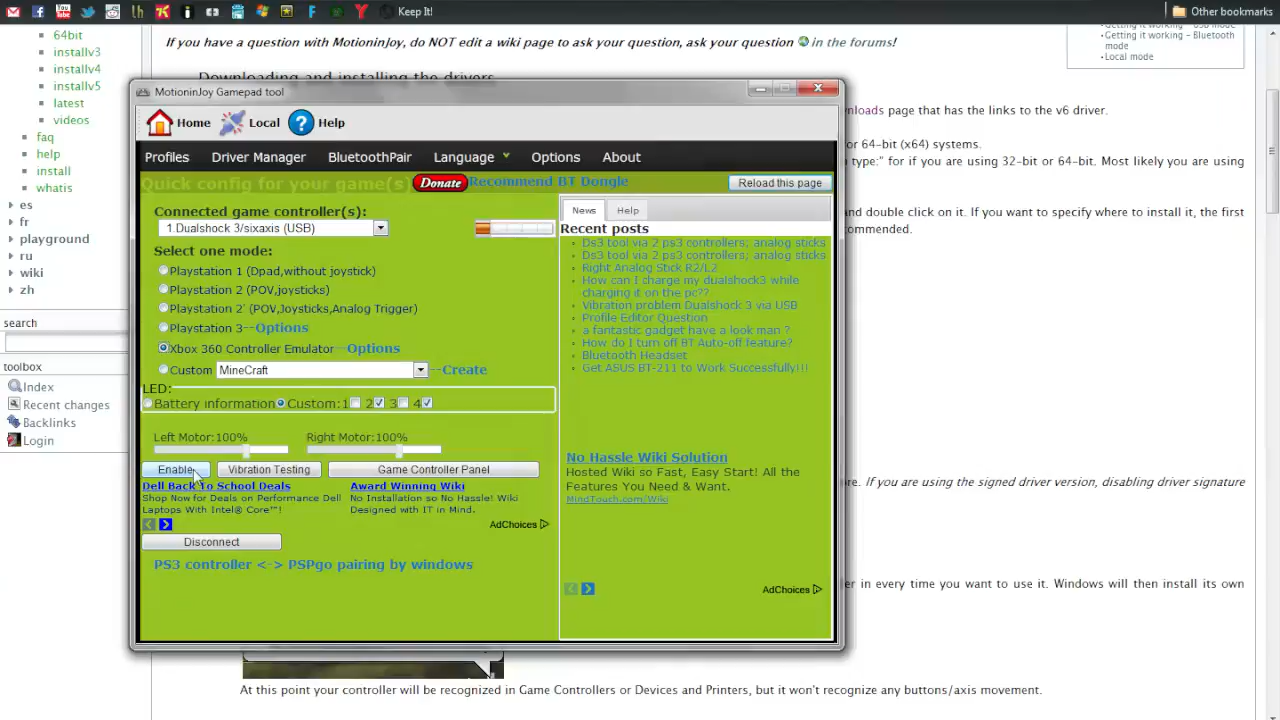 Keep It!
Other bookmarks
64bit
installv3
installv4
installv5
latest
videos
faq
help
install
whatis
es
fr
playground
ru
wiki
zh
search
toolbox
Index
Recent changes
Backlinks
Login
If you have a question with MotioninJoy, do NOT edit a wiki page to ask your question, ask your question in the forums!
Downloading and installing the drivers
Getting it working - Bluetooth mode
Local mode
MotioninJoy Gamepad tool
Home Local Help
Profiles Driver Manager BluetoothPair Language Options About
Quick config for your game(s) Donate Recommend BT Dongle Reload this page
Connected game controller(s):
1.Dualshock 3/sixaxis (USB)
Select one mode:
Playstation 1 (Dpad,without joystick)
Playstation 2 (POV,joysticks)
Playstation 2' (POV,Joysticks,Analog Trigger)
Playstation 3--Options
Xbox 360 Controller Emulator--Options
Custom MineCraft --Create
LED:
Battery information Custom:1 2 3 4
Left Motor:100% Right Motor:100%
Enable Vibration Testing Game Controller Panel
Dell Back To School Deals
Shop Now for Deals on Performance Dell
Laptops With Intel® Core™!
Award Winning Wiki
No Installation so No Hassle! Wiki
Designed with IT in Mind.
AdChoices
Disconnect
PS3 controller <-> PSPgo pairing by windows
News Help
Recent posts
Ds3 tool via 2 ps3 controllers; analog sticks
Ds3 tool via 2 ps3 controllers; analog sticks
Right Analog Stick R2/L2
How can I charge my dualshock3 while
charging it on the pc??
Vibration problem Dualshock 3 via USB
Profile Editor Question
a fantastic gadget have a look man ?
How do I turn off BT Auto-off feature?
Bluetooth Headset
Get ASUS BT-211 to Work Successfully!!!
No Hassle Wiki Solution
Hosted Wiki so Fast, Easy Start! All the
Features You Need & Want.
MindTouch.com/Wiki
AdChoices
nloads page that has the links to the v6 driver.
or 64-bit (x64) systems.
type:" for if you are using 32-bit or 64-bit. Most likely you are using
and double click on it. If you want to specify where to install it, the first
commended.
ore. If you are using the signed driver version, disabling driver signature
ller in every time you want to use it. Windows will then install its own
At this point your controller will be recognized in Game Controllers or Devices and Printers, but it won't recognize any buttons/axis movement.